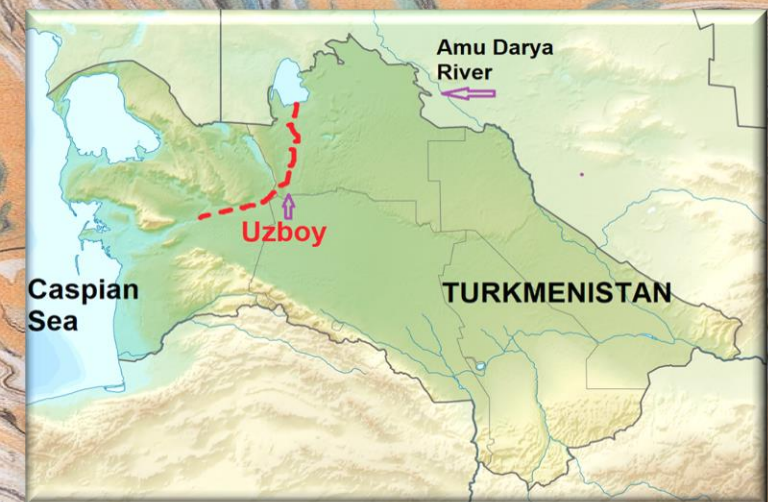 Amu Darya
River
Uzboy
Caspian
Sea
TURKMENISTAN